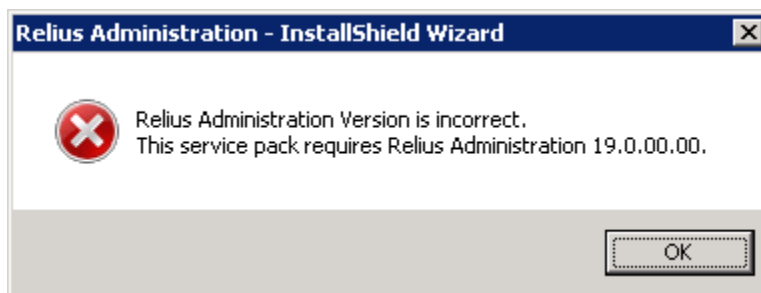 Relius Administration - InstallShield Wizard
Relius Administration Version is incorrect.
This service pack requires Relius Administration 19.0.00.00.
OK